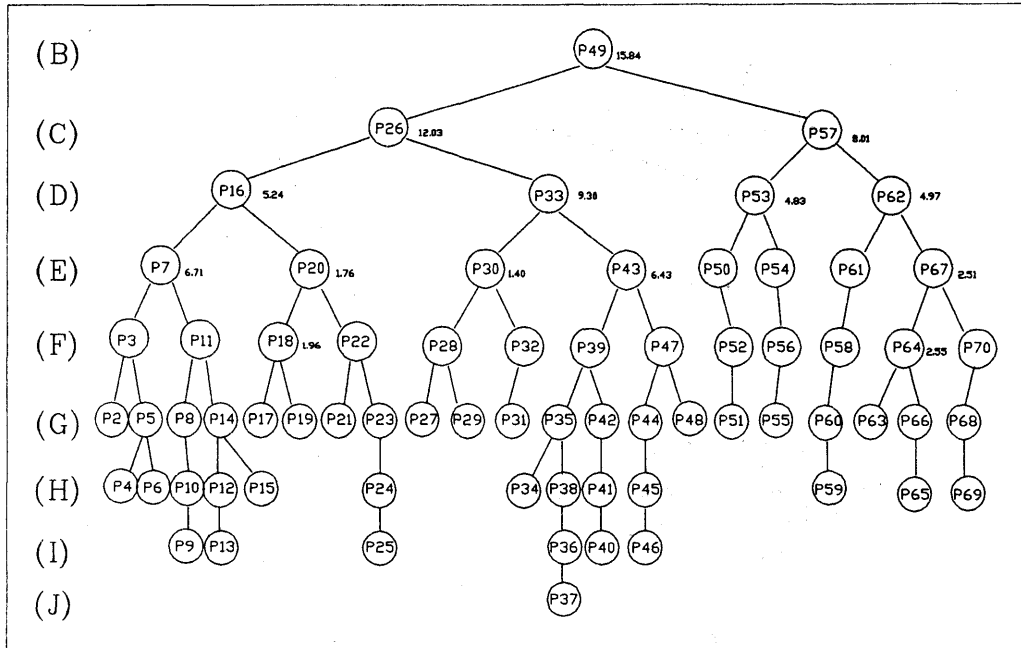 (B) P49 15.84
(C) P26 12.03 P57 8.01
(D) P16 5.24 P33 9.38 P53 4.83 P62 4.97
(E) P7 6.71 P20 1.76 P30 1.40 P43 6.43 P50 P54 P61 P67 2.51
(F) P3 P11 P18 1.96 P22 P28 P32 P39 P47 P52 P56 P58 P64 2.55 P70
(G) P2 P5 P8 P14 P17 P19 P21 P23 P27 P29 P31 P35 P42 P44 P48 P51 P55 P60 P63 P66 P68
(H) P4 P6 P10 P12 P15 P24 P34 P38 P41 P45 P59 P65 P69
(I) P9 P13 P25 P36 P40 P46
(J) P37